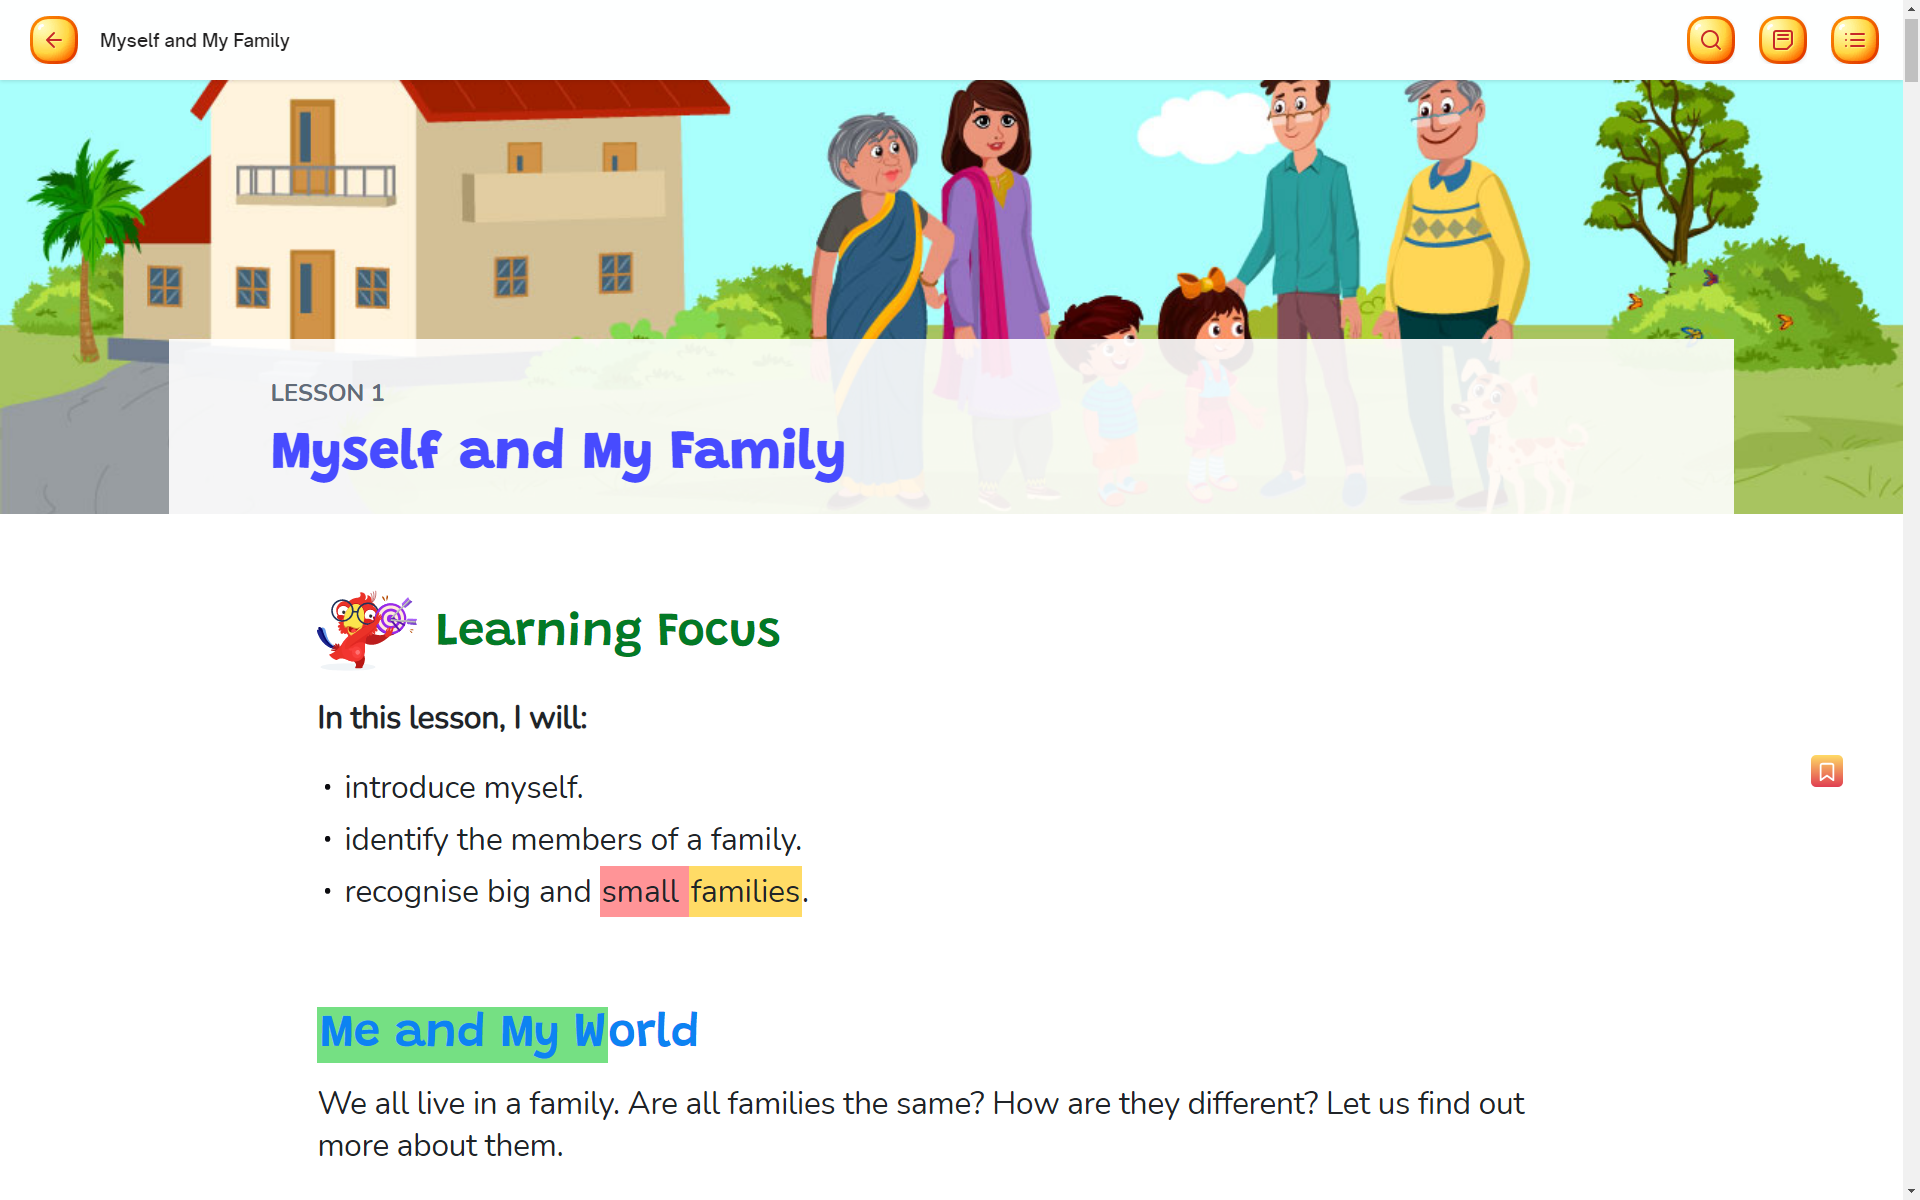 Myself and My Family
LESSON 1
Myself and My Family
Learning Focus
In this lesson, I will:
• introduce myself.
• identify the members of a family.
• recognise big and small families.
Me and My World
We all live in a family. Are all families the same? How are they different? Let us find out
more about them.